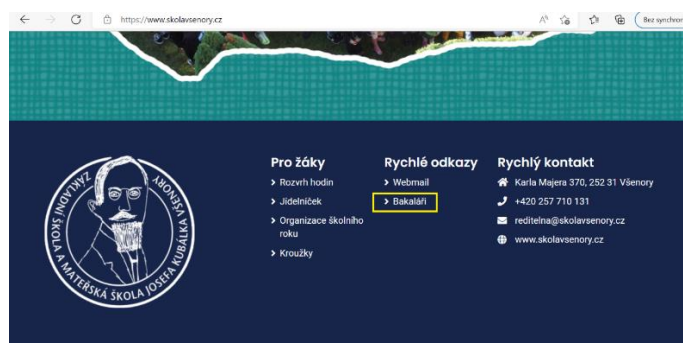 https://www.skolavsenory.cz
Bez synchron
Pro žáky
Rozvrh hodin
Jídelníček
Organizace školního
roku
Kroužky
Rychlé odkazy
Webmail
Bakaláři
Rychlý kontakt
Karla Majera 370, 252 31 Všenory
+420 257 710 131
reditelna@skolavsenory.cz
www.skolavsenory.cz
ZÁKLADNÍ ŠKOLA A MATEŘSKÁ ŠKOLA JOSEFA KUBÁLKA VŠENORY